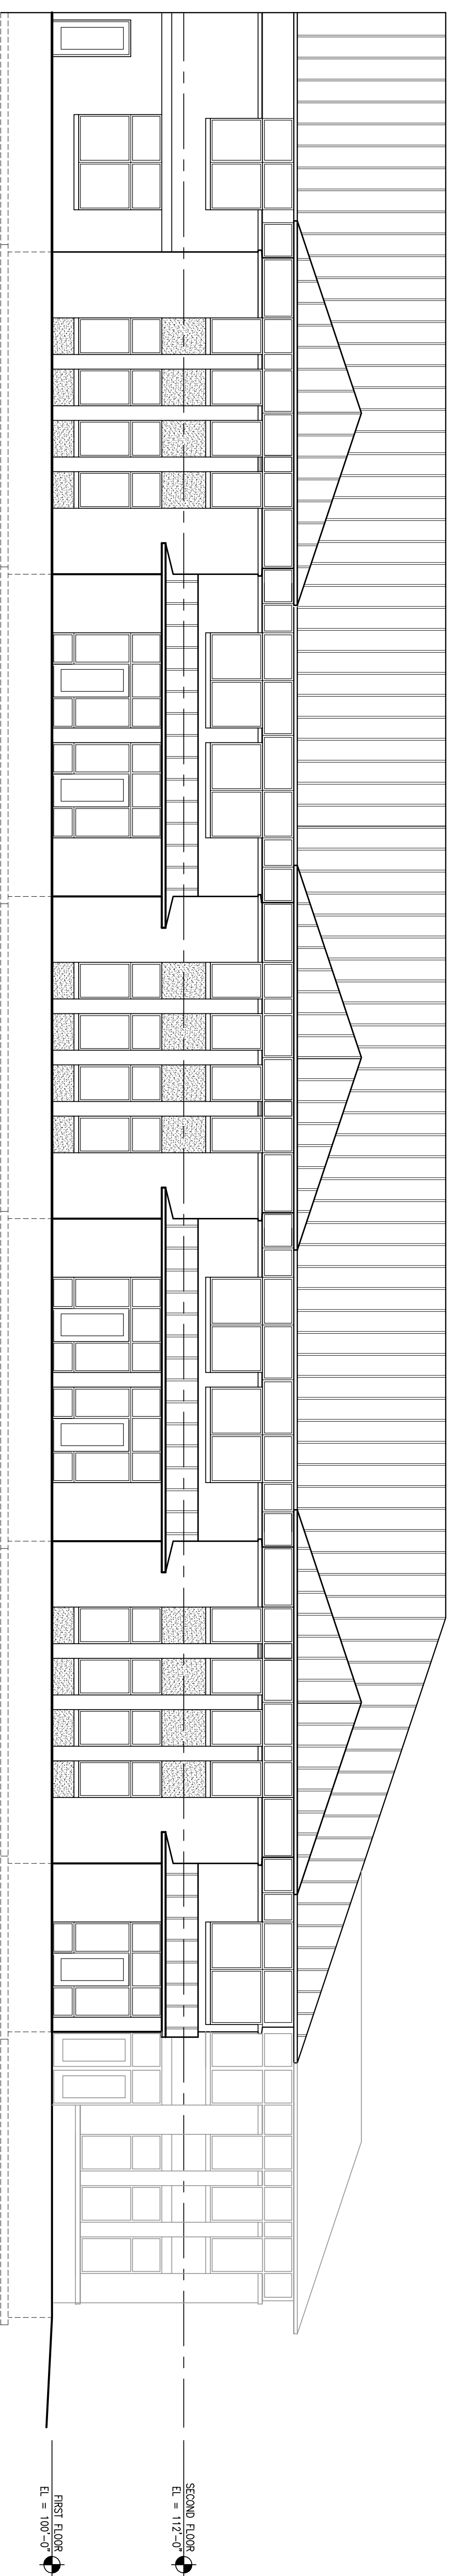 SECOND FLOOR
EL = 112'-0"
FIRST FLOOR
EL = 100'-0"